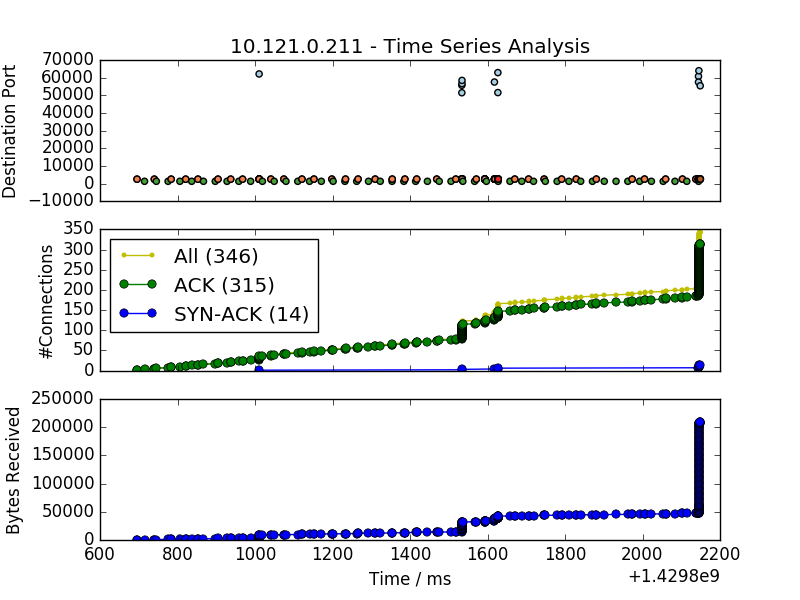 10.121.0.211 - Time Series Analysis
Destination Port
70000
60000
50000
40000
30000
20000
10000
0
−10000
#Connections
350
300
250
200
150
100
50
0
All (346)
ACK (315)
SYN-ACK (14)
Bytes Received
250000
200000
150000
100000
50000
0
600 800 1000 1200 1400 1600 1800 2000 2200
Time / ms
+1.4298e9